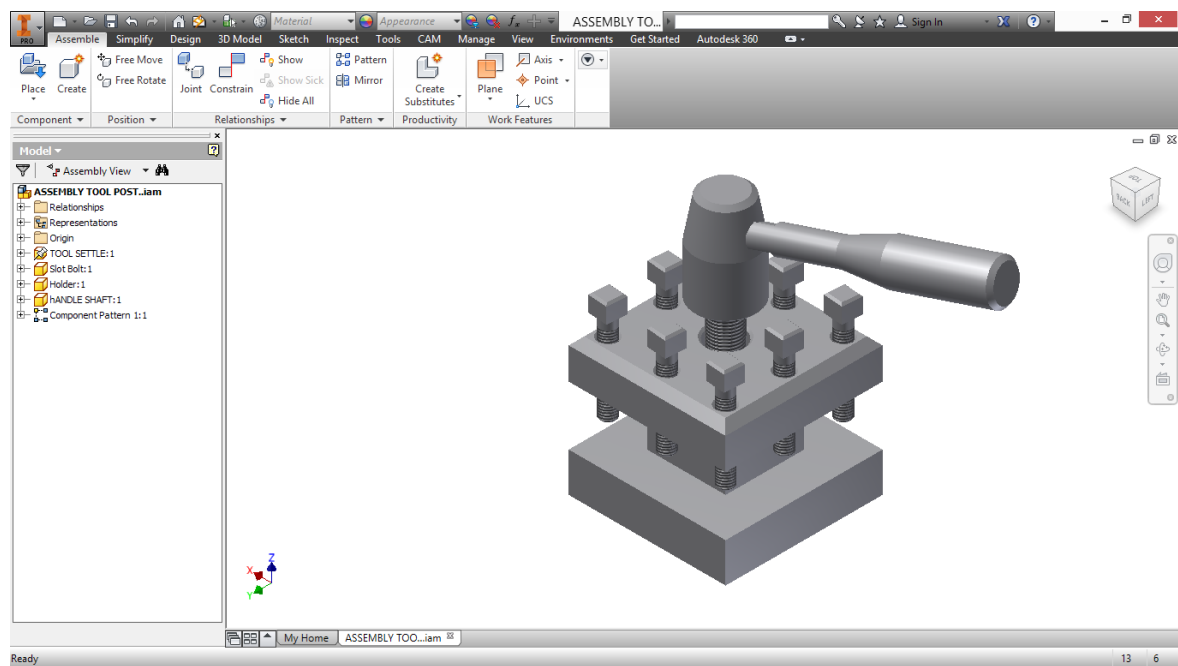 PRO
Material
Appearance
ASSEMBLY TO...
Sign In
Assemble Simplify Design 3D Model Sketch Inspect Tools CAM Manage View Environments Get Started Autodesk 360
Place
Create
Free Move
Free Rotate
Joint
Constrain
Show
Show Sick
Hide All
Pattern
Mirror
Create
Substitutes
Plane
Axis
Point
UCS
Component Position Relationships Pattern Productivity Work Features
Model
Assembly View
ASSEMBLY TOOL POST..iam
Relationships
Representations
Origin
TOOL SETTLE:1
Slot Bolt:1
Holder:1
hANDLE SHAFT:1
Component Pattern 1:1
TOP
BACK
LEFT
Z
X
Y
My Home ASSEMBLY TOO...iam
Ready 13 6